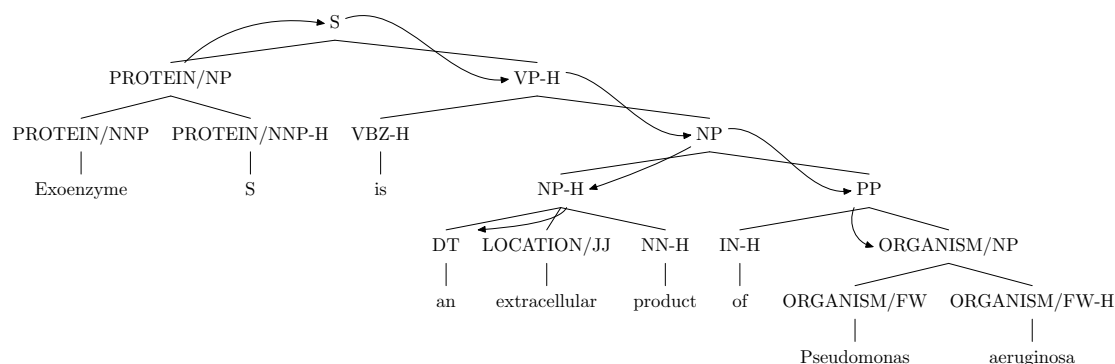 S
PROTEIN/NP VP-H
PROTEIN/NNP PROTEIN/NNP-H VBZ-H NP
Exoenzyme S is NP-H PP
DT LOCATION/JJ NN-H IN-H ORGANISM/NP
an extracellular product of ORGANISM/FW ORGANISM/FW-H
Pseudomonas aeruginosa